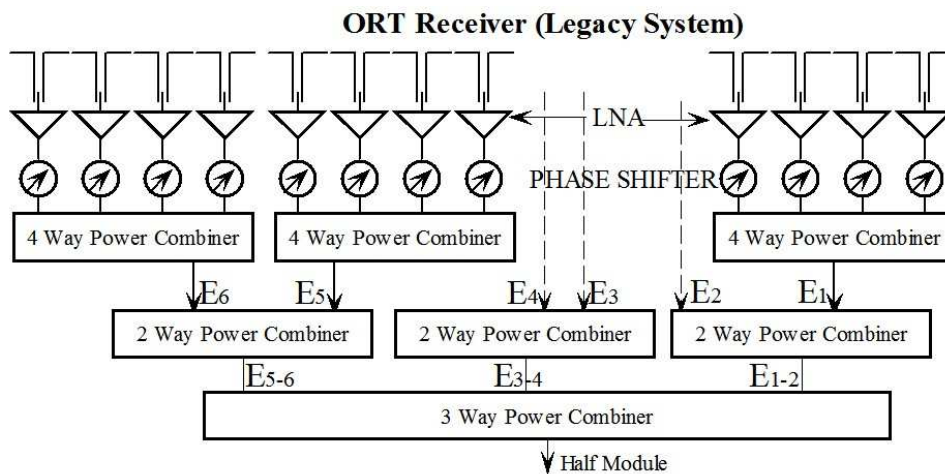 ORT Receiver (Legacy System)
LNA
PHASE SHIFTER
4 Way Power Combiner
4 Way Power Combiner
4 Way Power Combiner
E6
E5
E4
E3
E2
E1
2 Way Power Combiner
2 Way Power Combiner
2 Way Power Combiner
E5-6
E3-4
E1-2
3 Way Power Combiner
Half Module